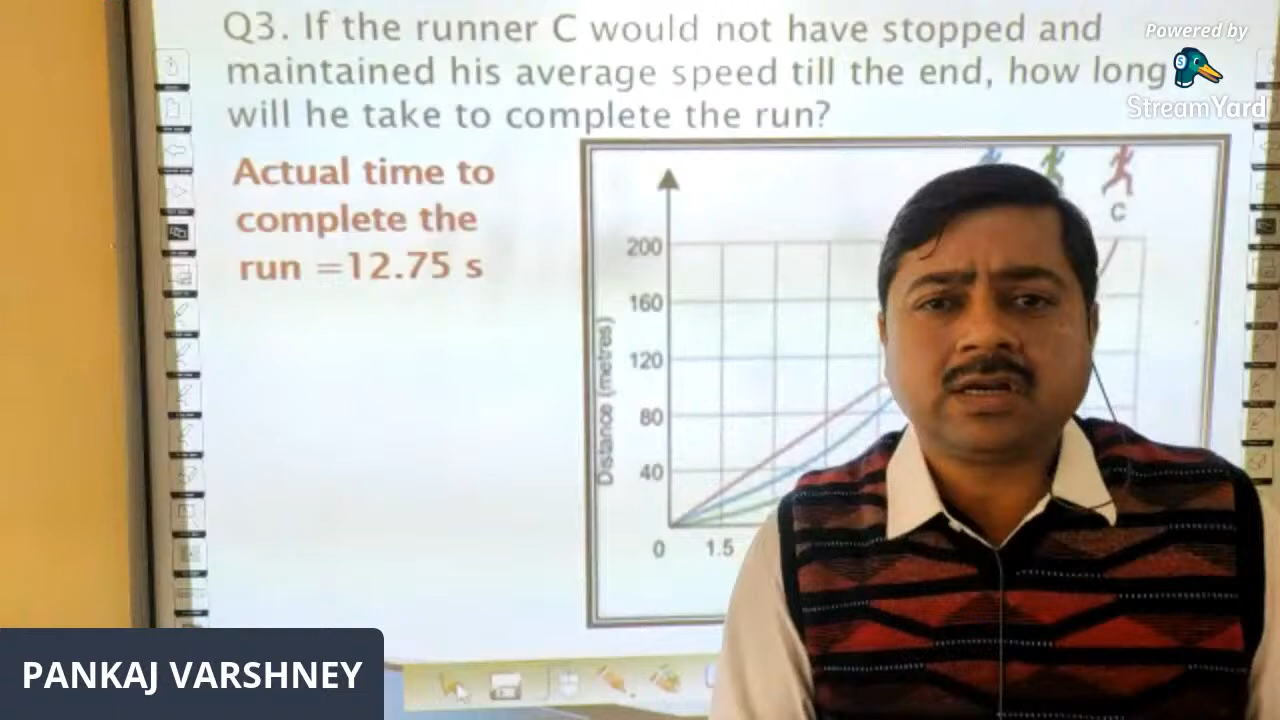 Q3. If the runner C would not have stopped and
maintained his average speed till the end, how long
will he take to complete the run?
Powered by
StreamYard
Actual time to
complete the
run =12.75 s
C
200
160
120
80
40
Distance (metres)
0 1.5
PANKAJ VARSHNEY